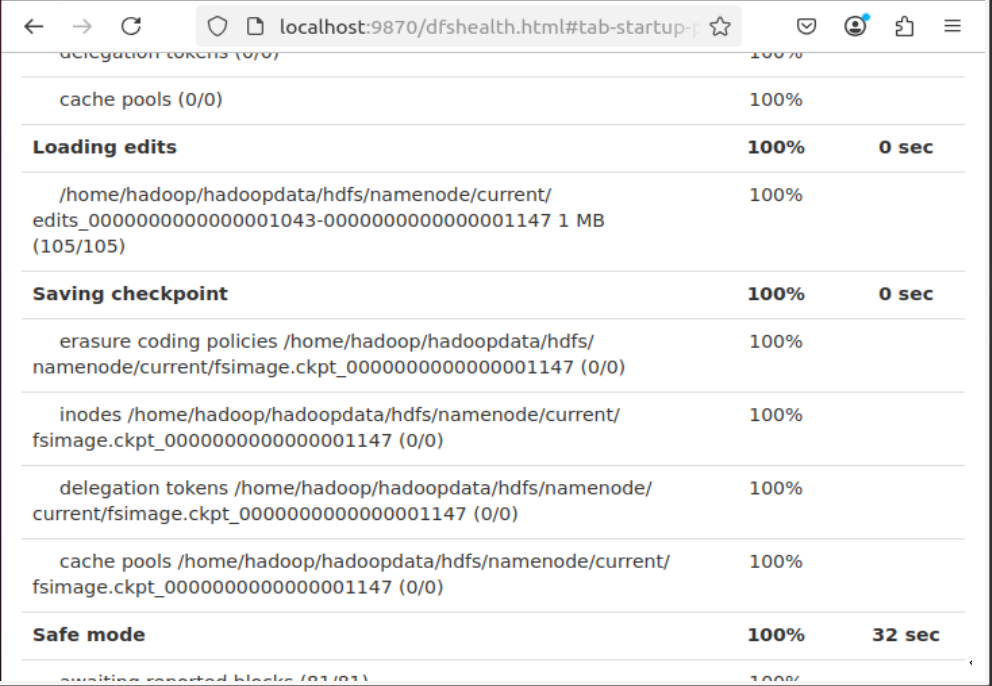 localhost:9870/dfshealth.html#tab-startup-p
delegation tokens (0/0) 100%
cache pools (0/0) 100%
Loading edits 100% 0 sec
/home/hadoop/hadoopdata/hdfs/namenode/current/ 100%
edits_0000000000000001043-0000000000000001147 1 MB
(105/105)
Saving checkpoint 100% 0 sec
erasure coding policies /home/hadoop/hadoopdata/hdfs/ 100%
namenode/current/fsimage.ckpt_0000000000000001147 (0/0)
inodes /home/hadoop/hadoopdata/hdfs/namenode/current/ 100%
fsimage.ckpt_0000000000000001147 (0/0)
delegation tokens /home/hadoop/hadoopdata/hdfs/namenode/ 100%
current/fsimage.ckpt_0000000000000001147 (0/0)
cache pools /home/hadoop/hadoopdata/hdfs/namenode/current/ 100%
fsimage.ckpt_0000000000000001147 (0/0)
Safe mode 100% 32 sec
awaiting reported blocks (81/81) 100%